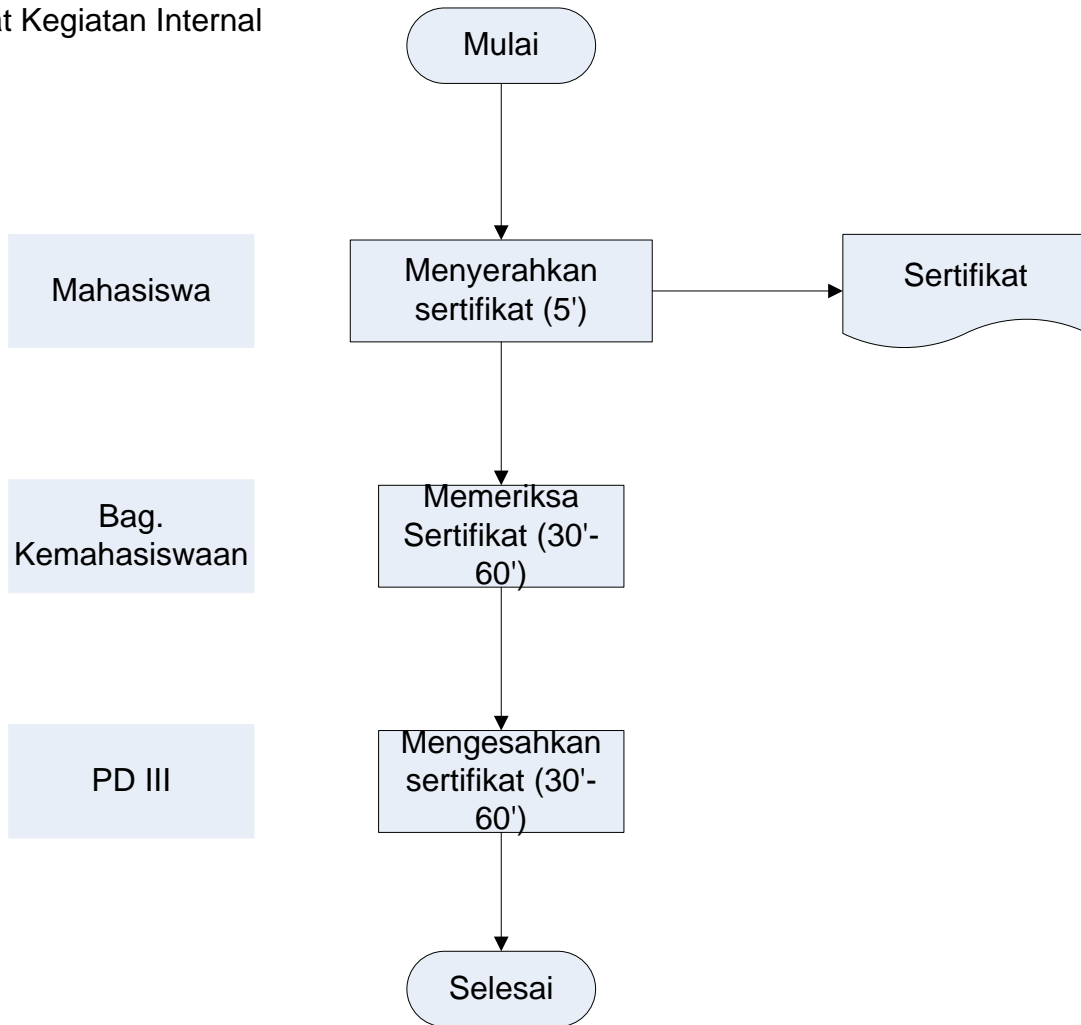 at Kegiatan Internal
Mulai
Mahasiswa
Menyerahkan
sertifikat (5')
Sertifikat
Bag.
Kemahasiswaan
Memeriksa
Sertifikat (30'-
60')
PD III
Mengesahkan
sertifikat (30'-
60')
Selesai